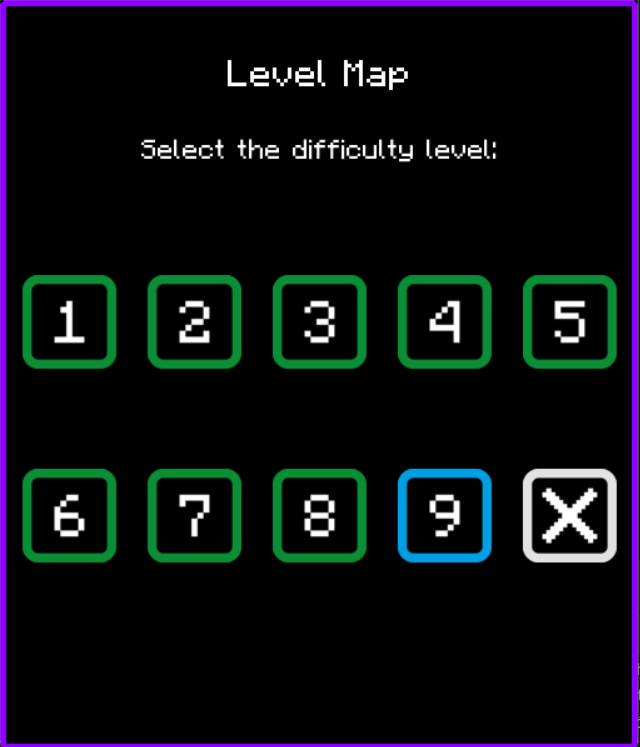 Level Map
Select the difficulty level:
1 2 3 4 5
6 7 8 9 X